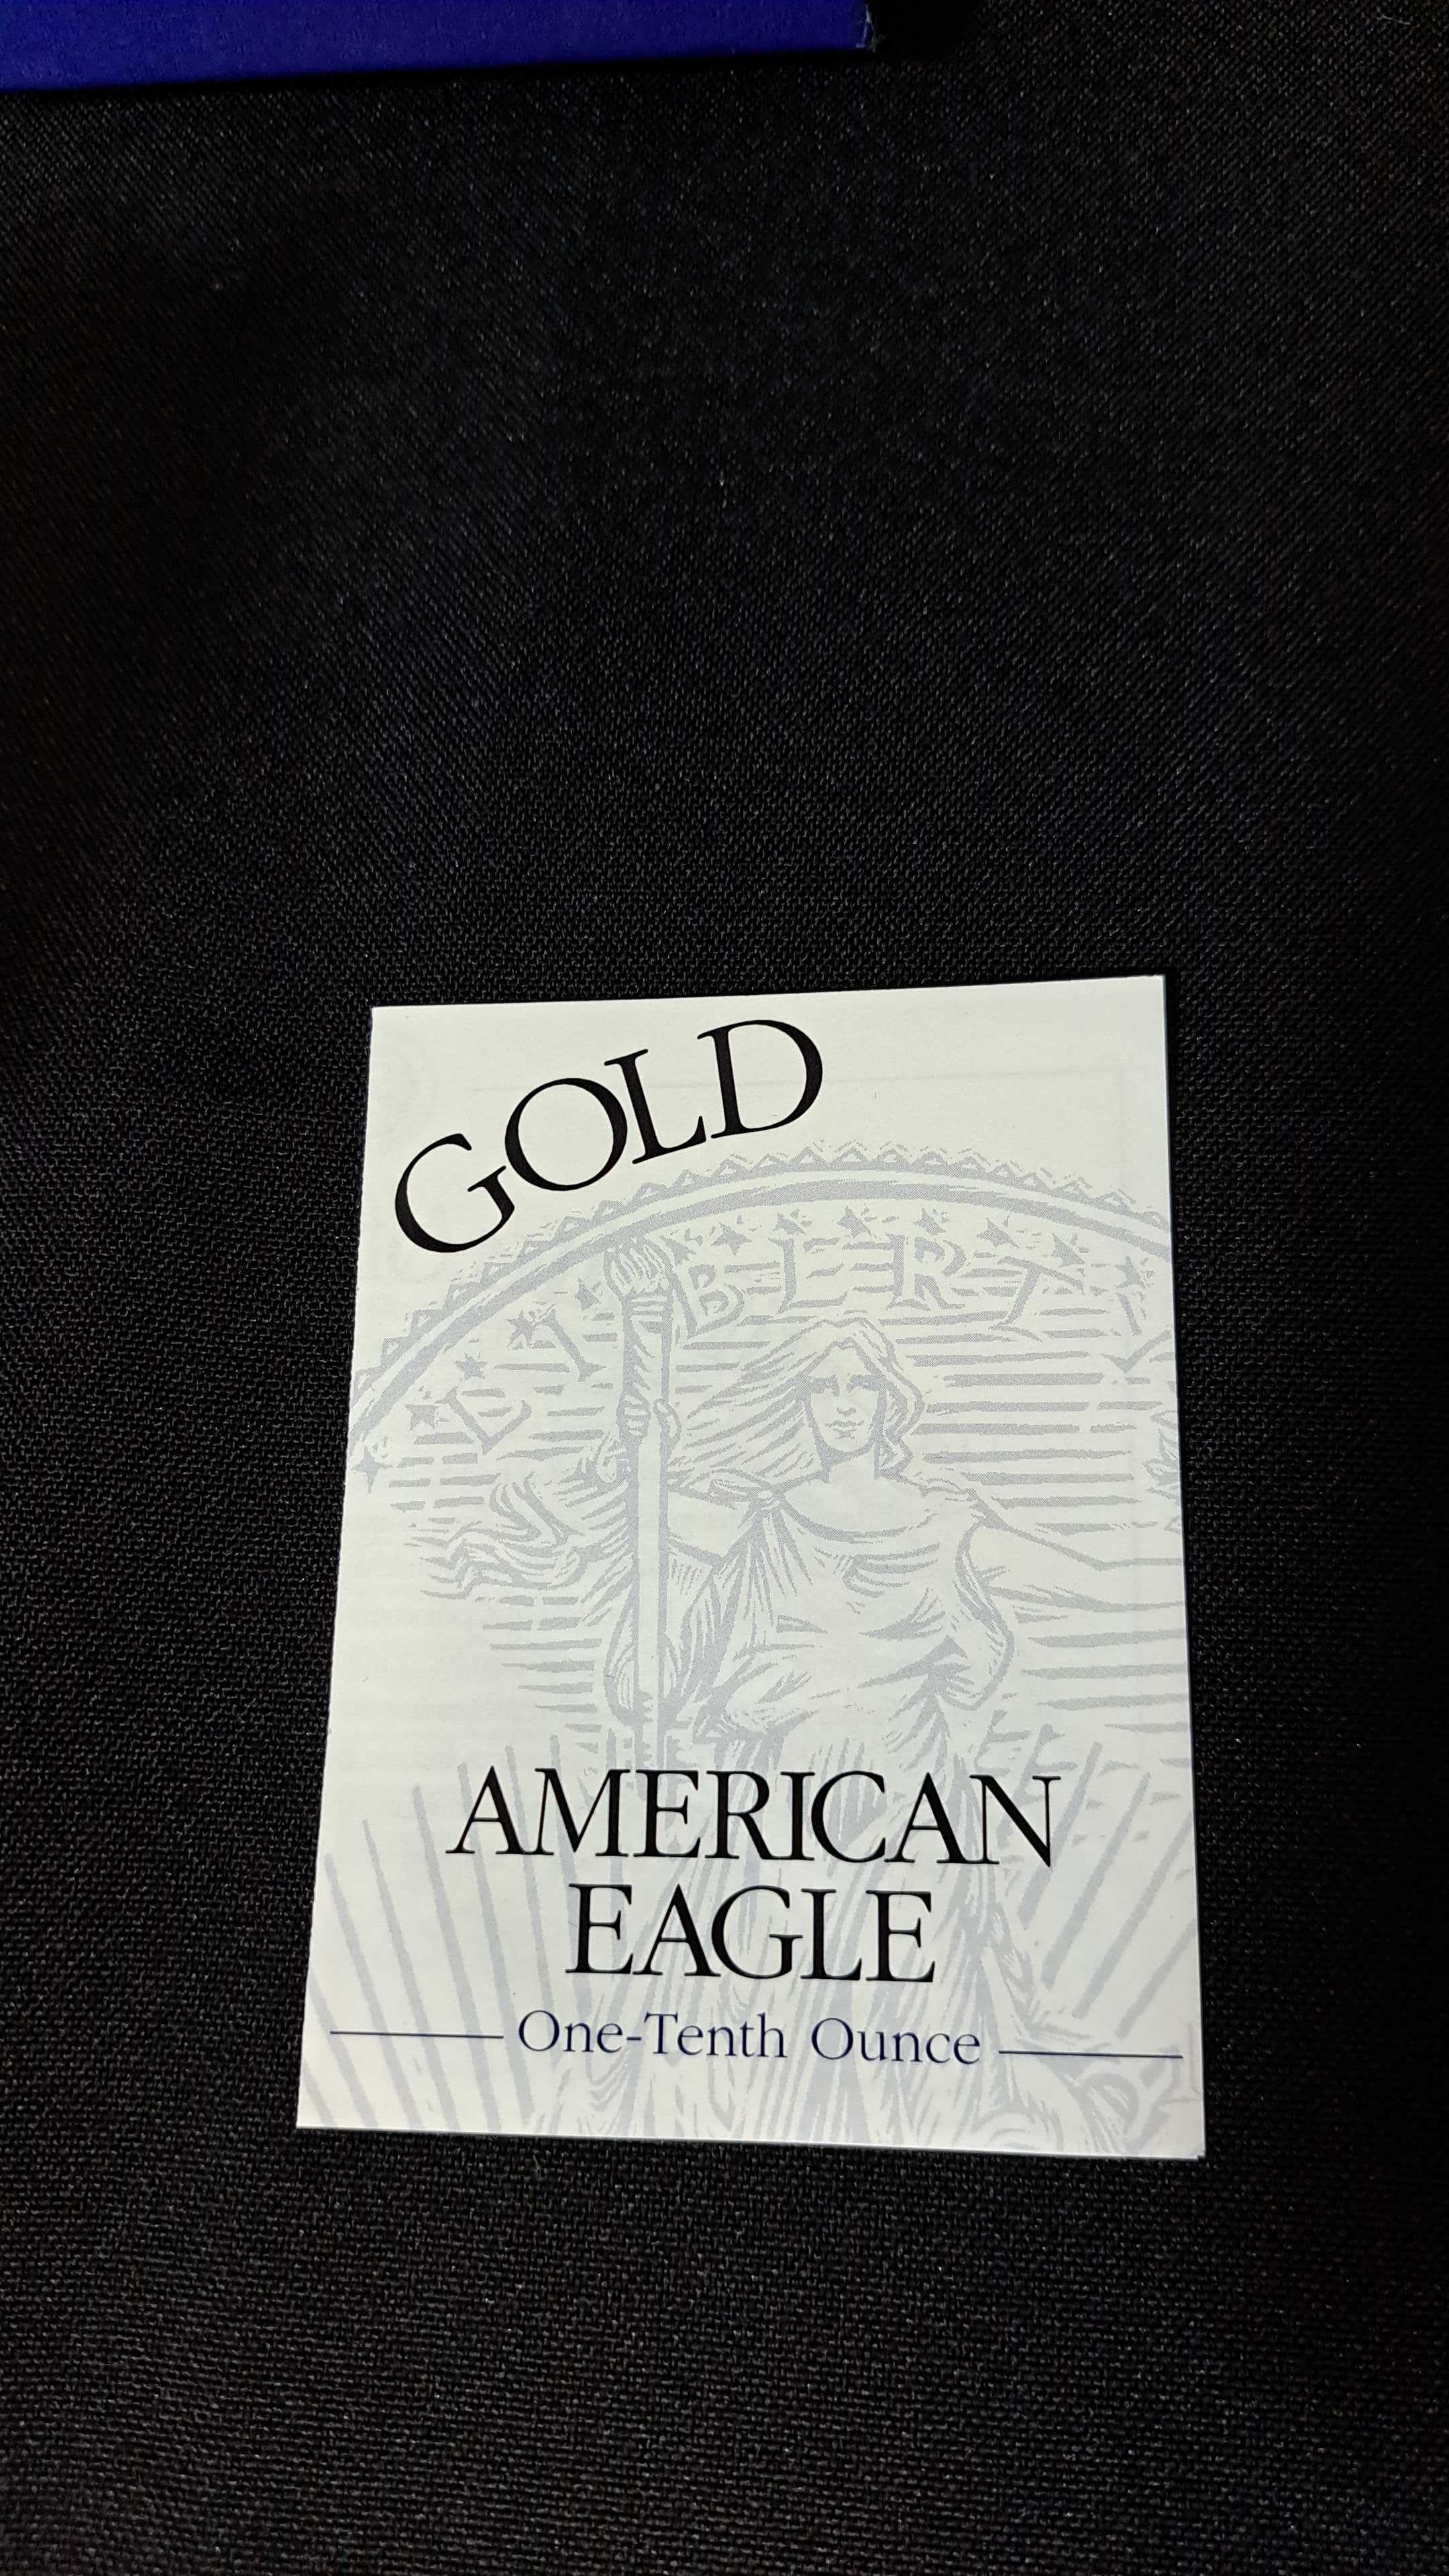 GOLD
LIBERTY
AMERICAN
EAGLE
One-Tenth Ounce